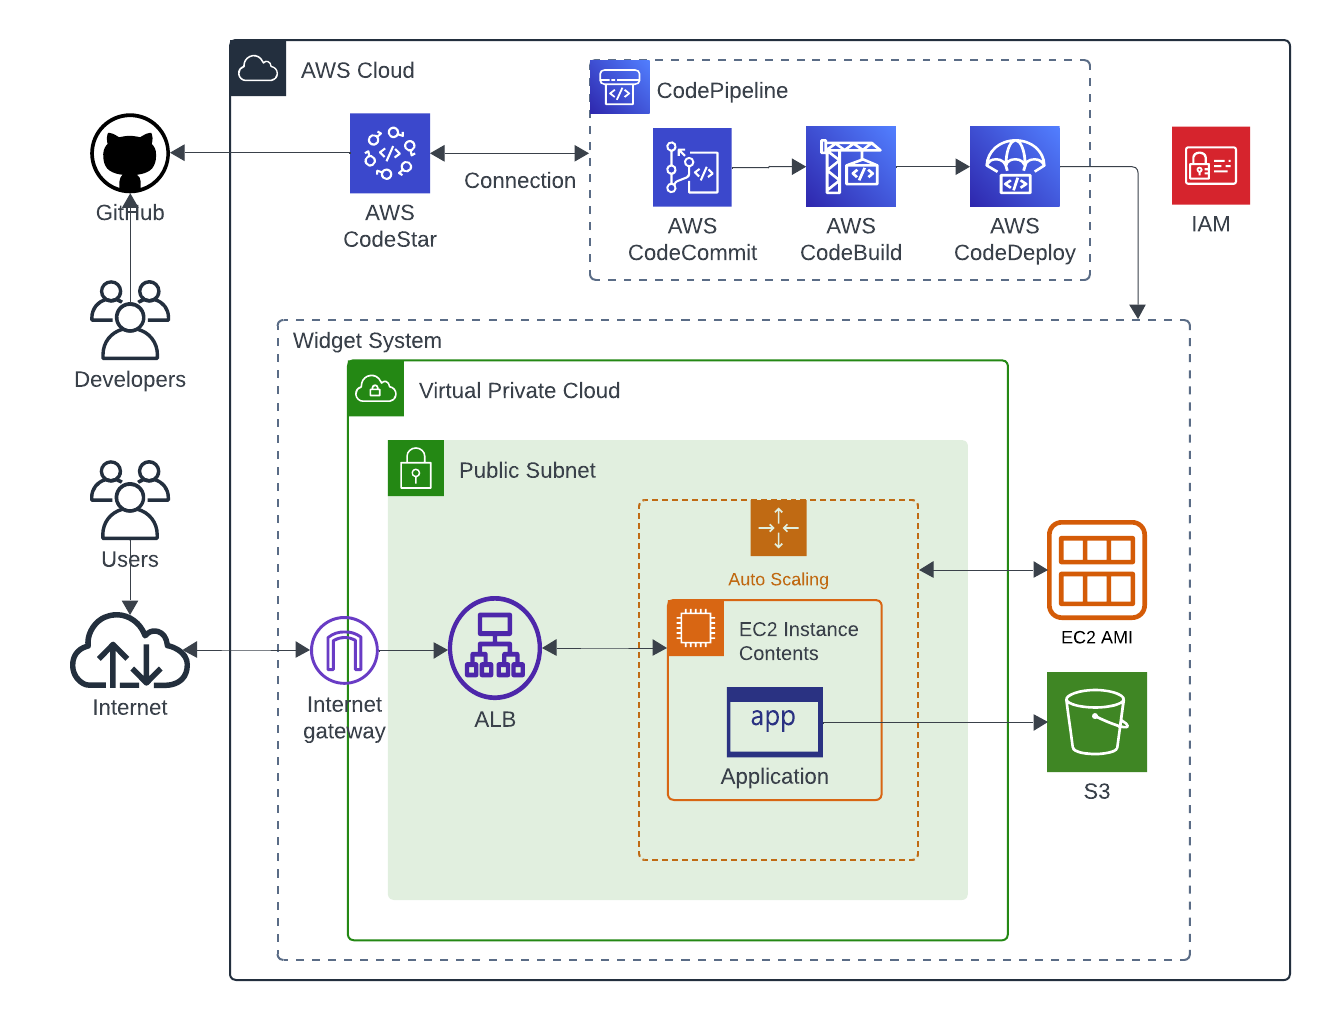 AWS Cloud
CodePipeline
Connection
GitHub
AWS
CodeStar
AWS
CodeCommit
AWS
CodeBuild
AWS
CodeDeploy
IAM
Developers
Widget System
Virtual Private Cloud
Public Subnet
Users
Auto Scaling
EC2 Instance
Contents
EC2 AMI
Internet
Internet
gateway
ALB
app
Application
S3